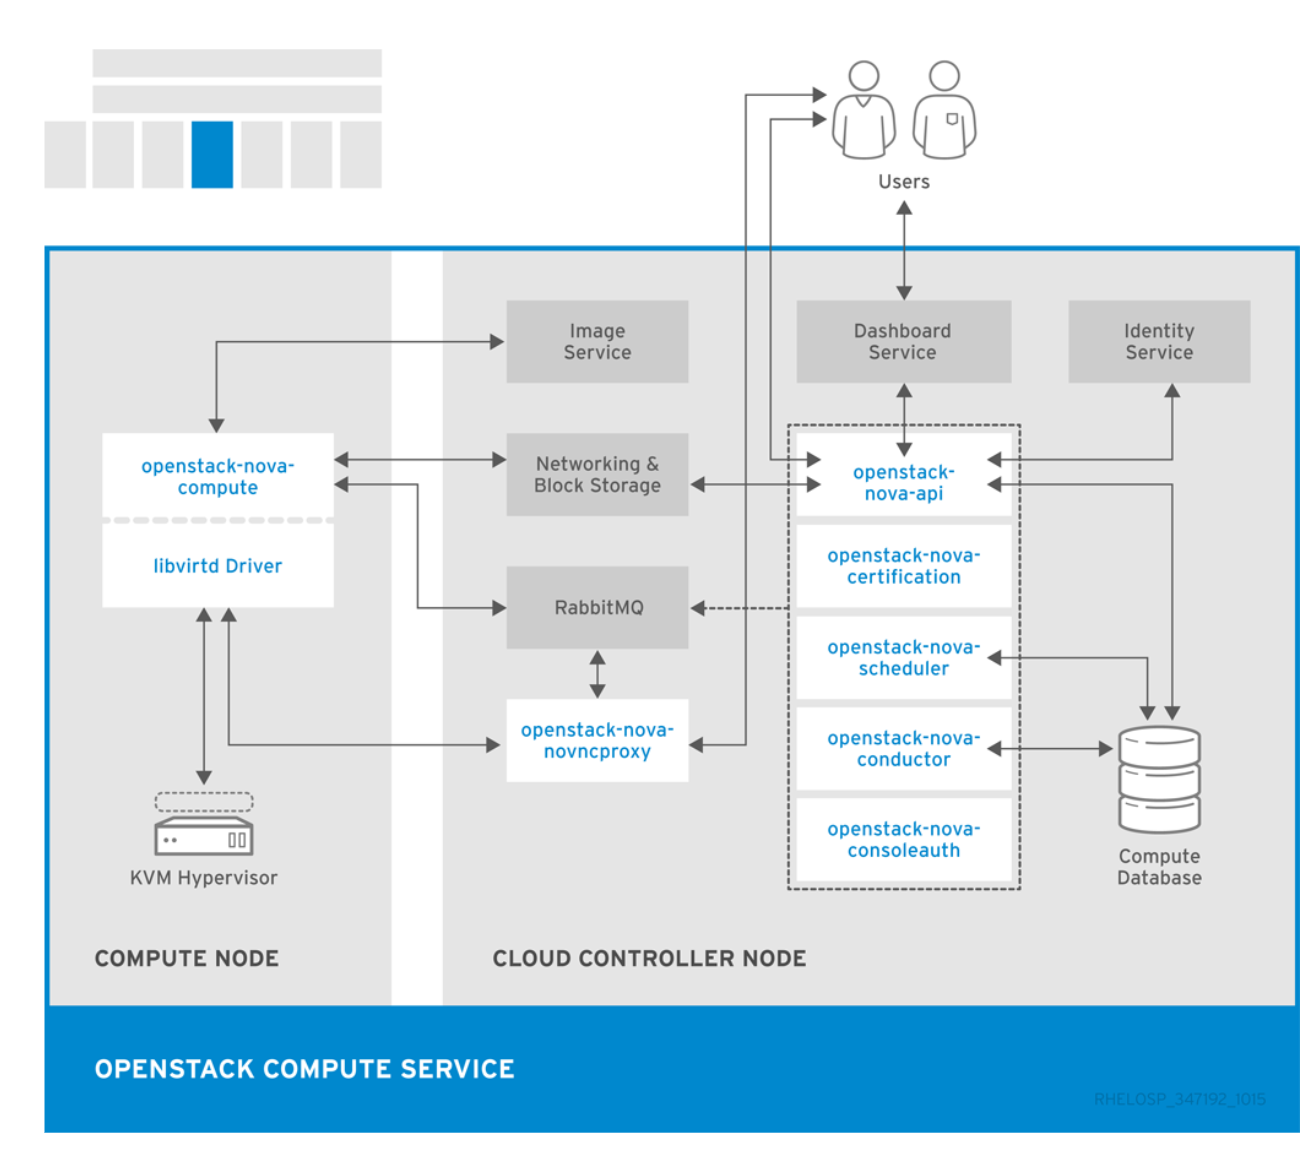 Users
Image
Service
Dashboard
Service
Identity
Service
openstack-nova-
compute
libvirtd Driver
Networking &
Block Storage
openstack-
nova-api
openstack-nova-
certification
RabbitMQ
openstack-nova-
scheduler
openstack-nova-
novncproxy
openstack-nova-
conductor
openstack-nova-
consoleauth
KVM Hypervisor
Compute
Database
COMPUTE NODE
CLOUD CONTROLLER NODE
OPENSTACK COMPUTE SERVICE
RHELOSP_347192_1015